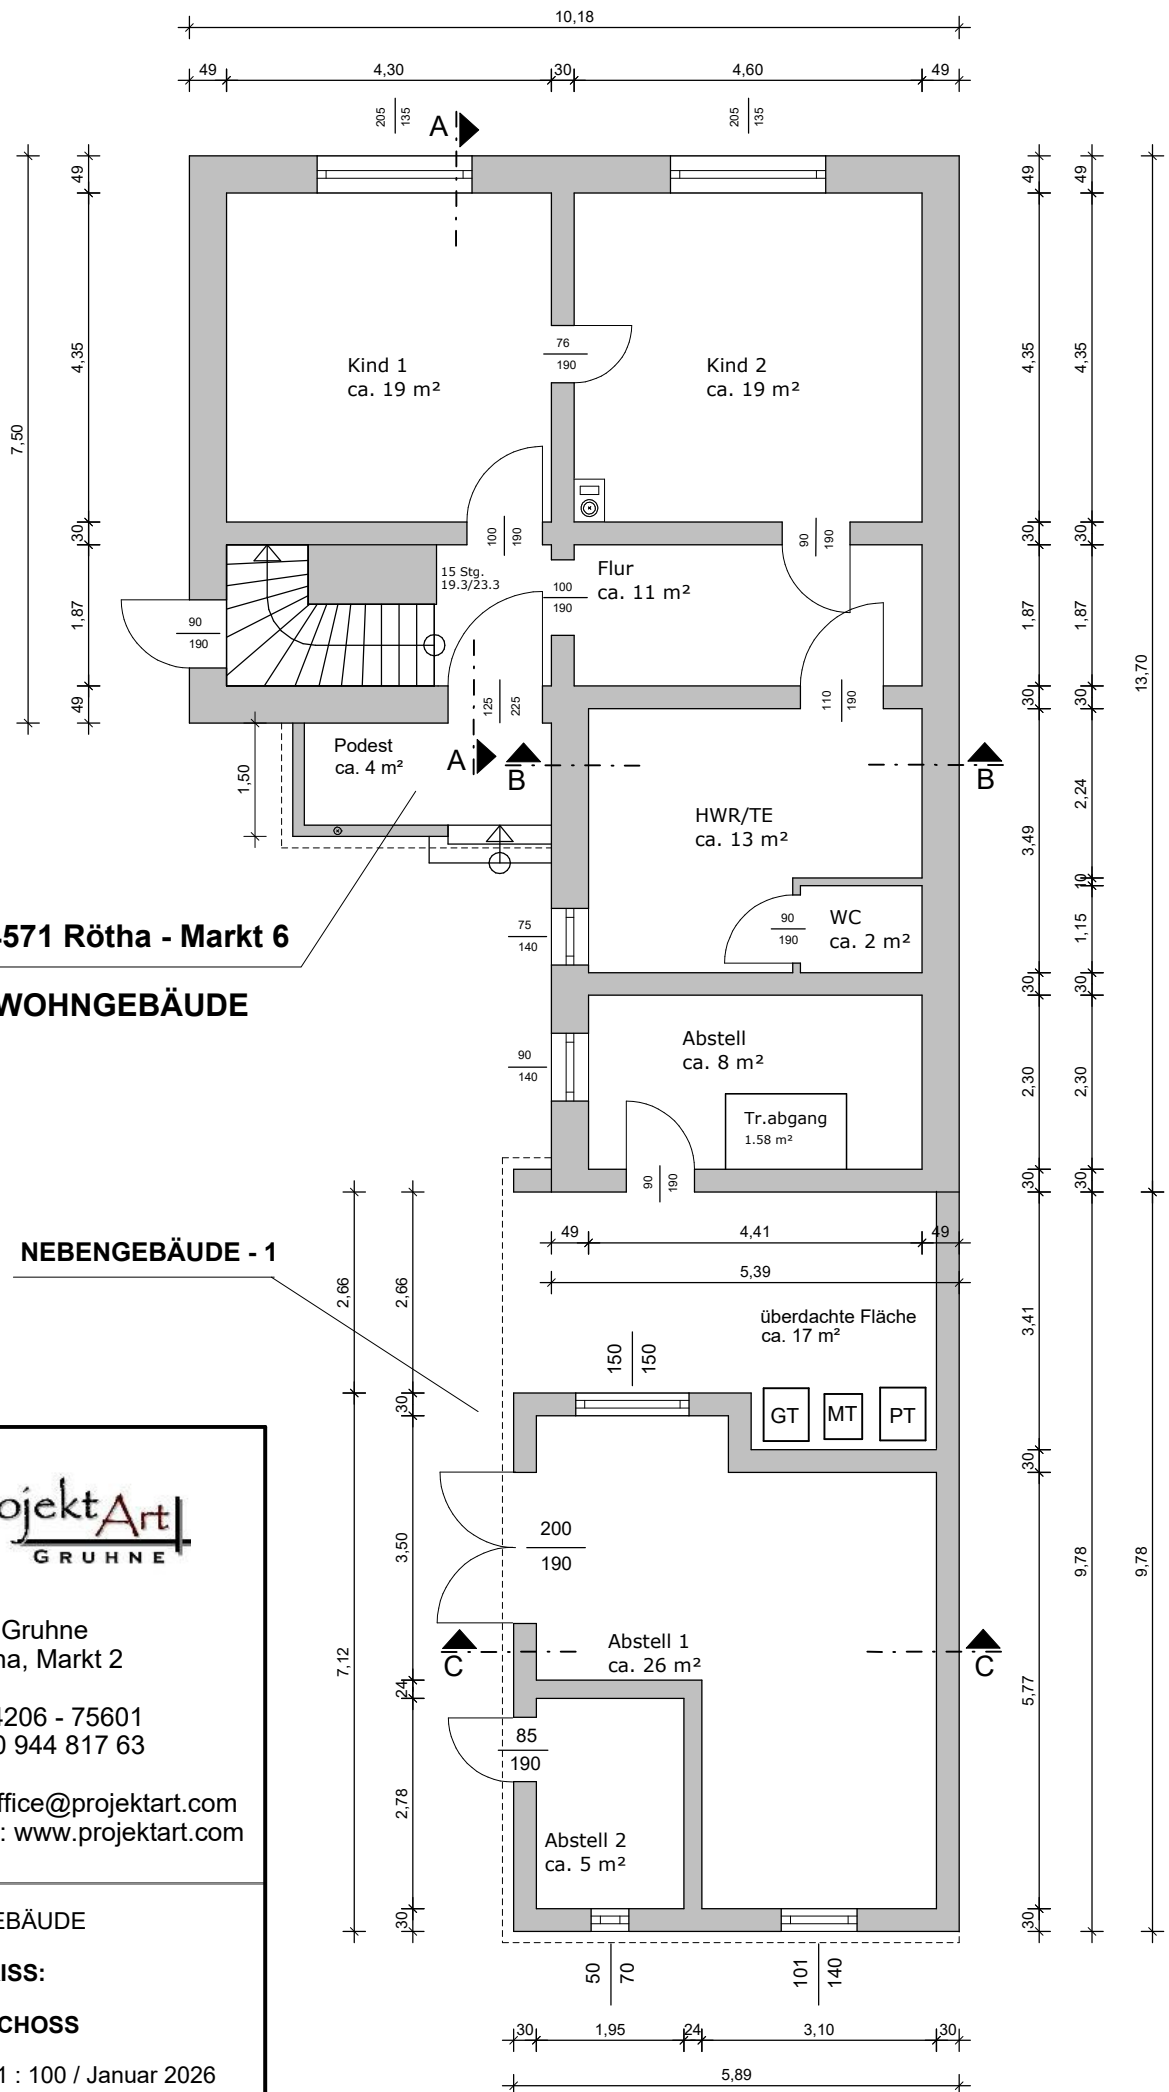 10,18
49 4,30 30 4,60 49
205 135
205 135
A
49
4,35
7,50
30
1,87
49
49
49
4,35
4,35
30
30
1,87
1,87
30
30
13,70
Kind 1
ca. 19 m²
76
190
Kind 2
ca. 19 m²
100 190
90 190
15 Stg.
19.3/23.3
Flur
ca. 11 m²
100
190
90
190
125 225
110 190
Podest
ca. 4 m²
1,50
A
B
B
HWR/TE
ca. 13 m²
2,24
3,49
10
1,15
30
30
571 Rötha - Markt 6
WOHNGEBÄUDE
75
140
90
190
WC
ca. 2 m²
Abstell
ca. 8 m²
90
140
Tr.abgang
1.58 m²
2,30
2,30
30
30
90 190
NEBENGEBÄUDE - 1
49 4,41 49
5,39
2,66
2,66
3,41
überdachte Fläche
ca. 17 m²
150 150
GT MT PT
30
30
ojektArt
GRUHNE
200
190
3,50
9,78
9,78
Gruhne
na, Markt 2
7,12
C
C
Abstell 1
ca. 26 m²
24
5,77
4206 - 75601
0 944 817 63
85
190
2,78
ffice@projektart.com
: www.projektart.com
Abstell 2
ca. 5 m²
30
30
EBÄUDE
ISS:
CHOSS
1 : 100 / Januar 2026
50 70
101 140
30 1,95 24 3,10 30
5,89